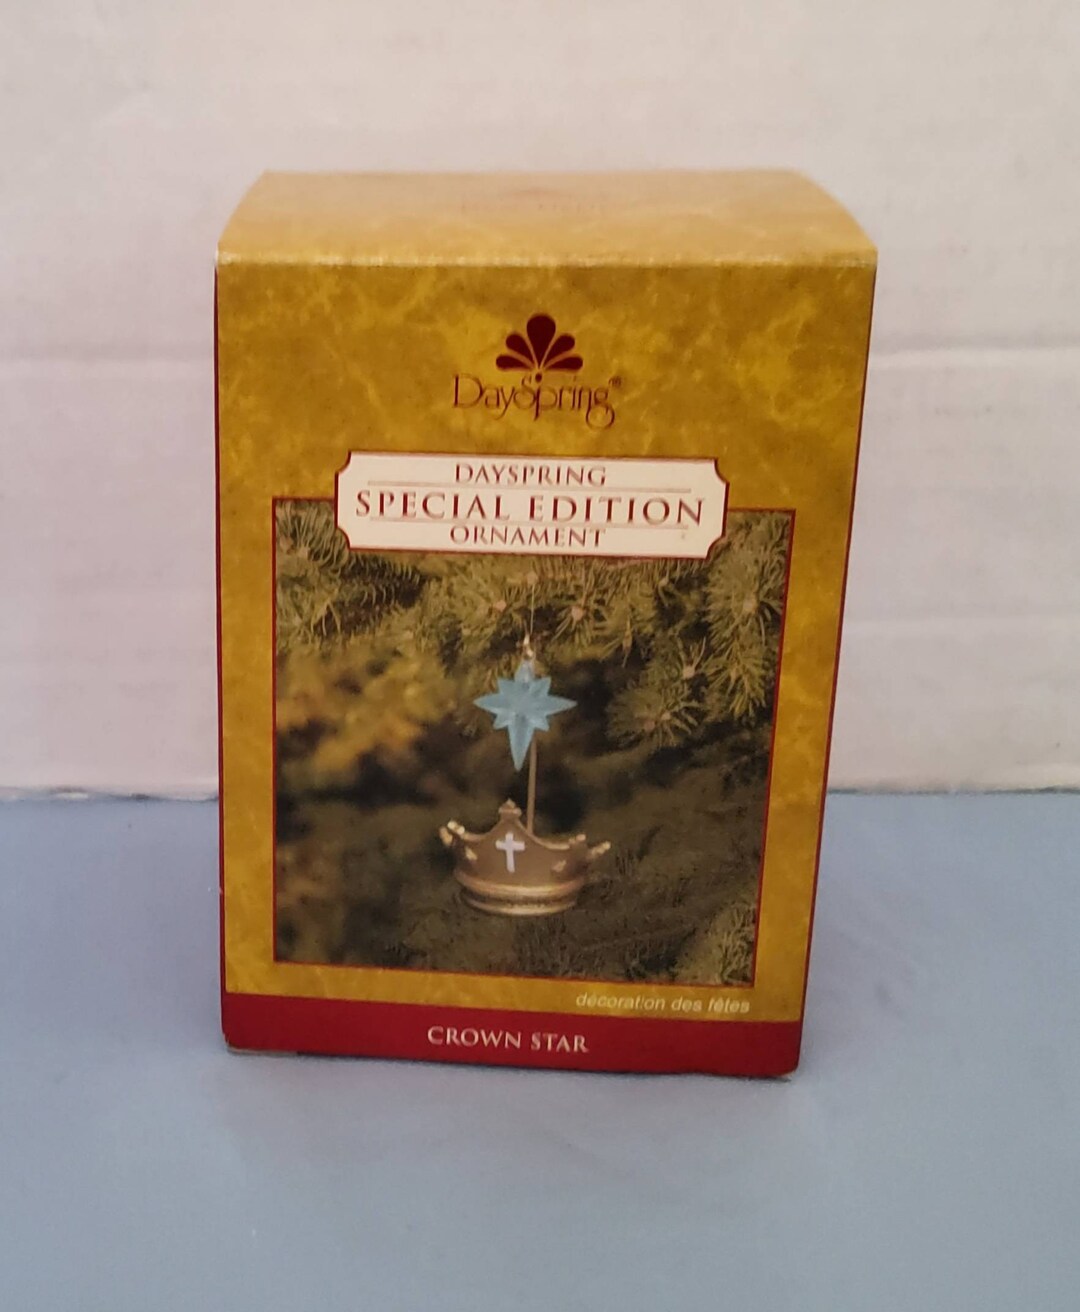 DaySpring®
DAYSPRING
SPECIAL EDITION
ORNAMENT
décoration des fêtes
CROWN STAR